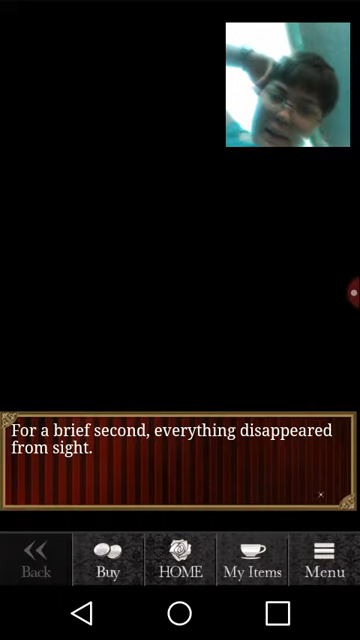 For a brief second, everything disappeared
from sight.
Back
Buy
HOME
My Items
Menu